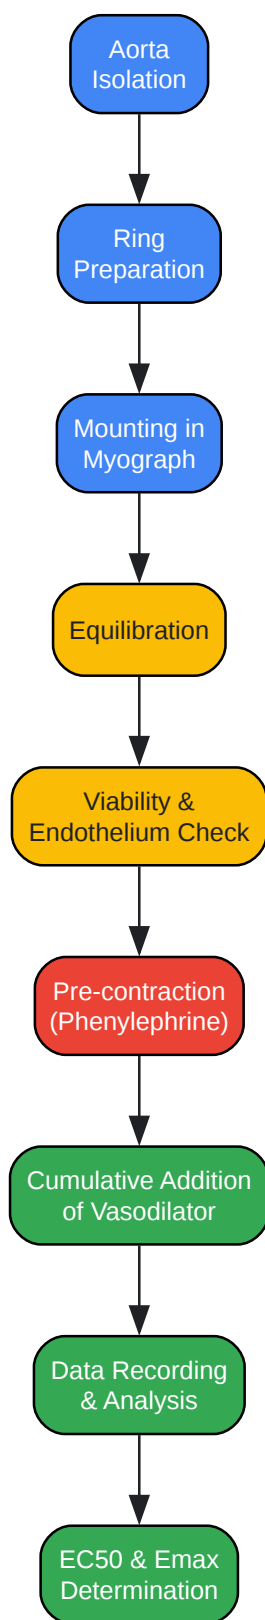 Aorta
Isolation
Ring
Preparation
Mounting in
Myograph
Equilibration
Viability &
Endothelium Check
Pre-contraction
(Phenylephrine)
Cumulative Addition
of Vasodilator
Data Recording
& Analysis
EC50 & Emax
Determination